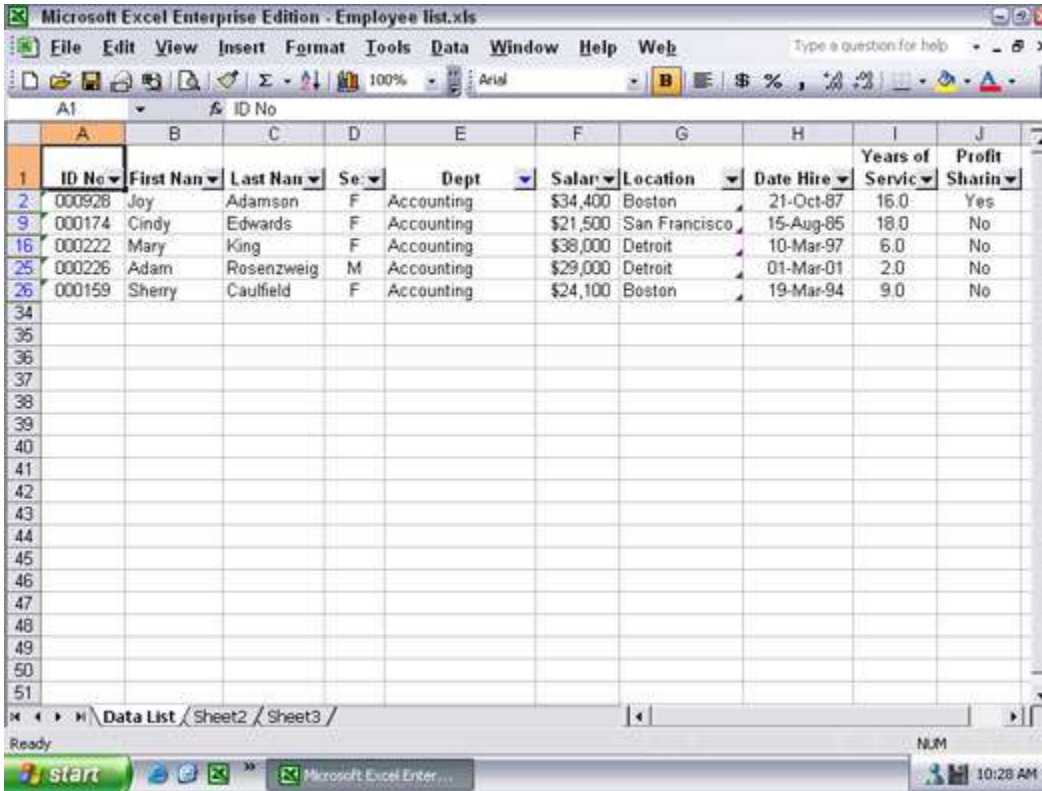 Microsoft Excel Enterprise Edition - Employee list.xls
File Edit View Insert Format Tools Data Window Help Web Type a question for help
100% Arial B $ % ,
A1 fx ID No
A B C D E F G H I J
Years of Profit
1 ID No First Nan Last Nan Se: Dept Salar Location Date Hire Servic Sharin
2 000928 Joy Adamson F Accounting $34,400 Boston 21-Oct-87 16.0 Yes
9 000174 Cindy Edwards F Accounting $21,500 San Francisco 15-Aug-85 18.0 No
16 000222 Mary King F Accounting $38,000 Detroit 10-Mar-97 6.0 No
25 000226 Adam Rosenzweig M Accounting $29,000 Detroit 01-Mar-01 2.0 No
26 000159 Sherry Caulfield F Accounting $24,100 Boston 19-Mar-94 9.0 No
34
35
36
37
38
39
40
41
42
43
44
45
46
47
48
49
50
51
Data List / Sheet2 / Sheet3 /
Ready NUM
start Microsoft Excel Enter... 10:28 AM